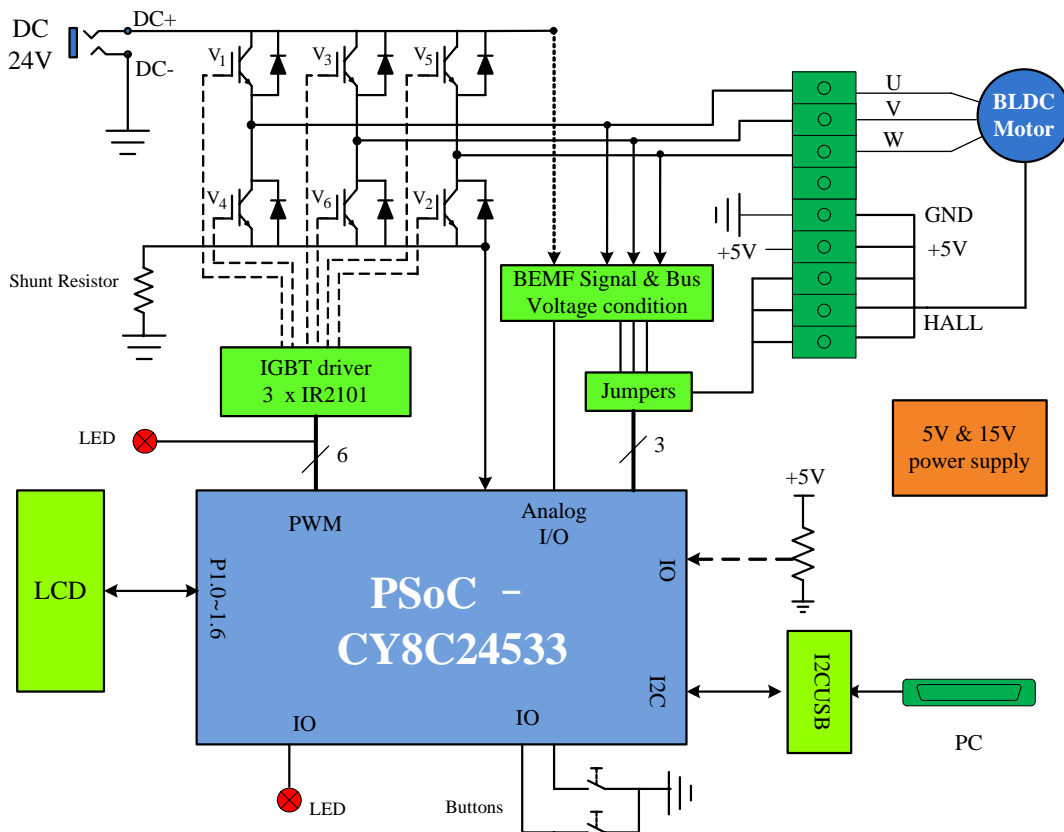 DC
24V
DC+
DC-
V1
V3
V5
V4
V6
V2
U
V
W
BLDC
Motor
GND
+5V
+5V
HALL
Shunt Resistor
BEMF Signal & Bus
Voltage condition
IGBT driver
3 x IR2101
Jumpers
LED
6
3
5V & 15V
power supply
+5V
PWM
Analog
I/O
IO
LCD
P1.0~1.6
PSoC –
CY8C24533
I2C
I2CUSB
PC
IO
IO
LED
Buttons